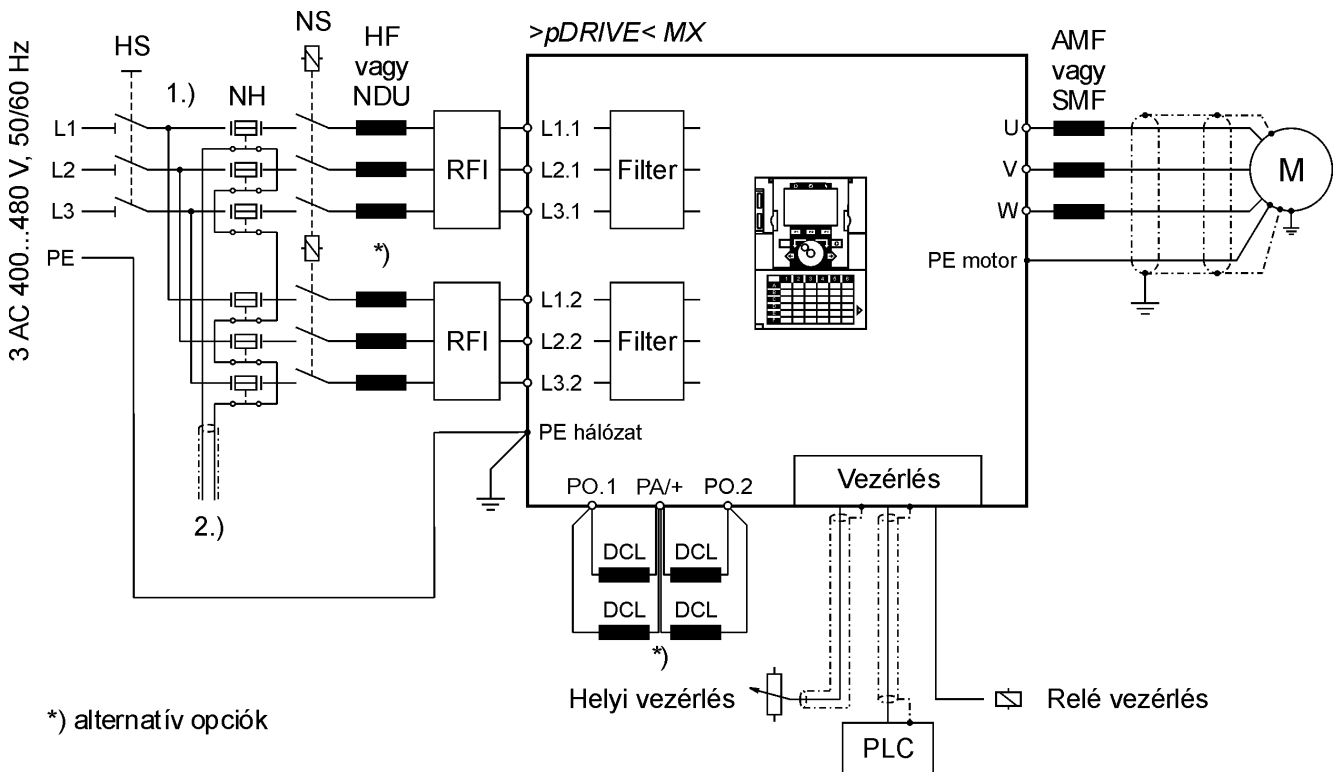 3 AC 400...480 V, 50/60 Hz
HS
NS
HF
vagy
NDU
>pDRIVE< MX
AMF
vagy
SMF
1.)
NH
L1
L2
L3
PE
RFI
L1.1
L2.1
L3.1
Filter
U
V
W
PE motor
M
*)
RFI
L1.2
L2.2
L3.2
Filter
PE hálózat
2.)
PO.1
PA/+
PO.2
Vezérlés
DCL
DCL
DCL
DCL
*)
Helyi vezérlés
Relé vezérlés
PLC
*) alternatív opciók